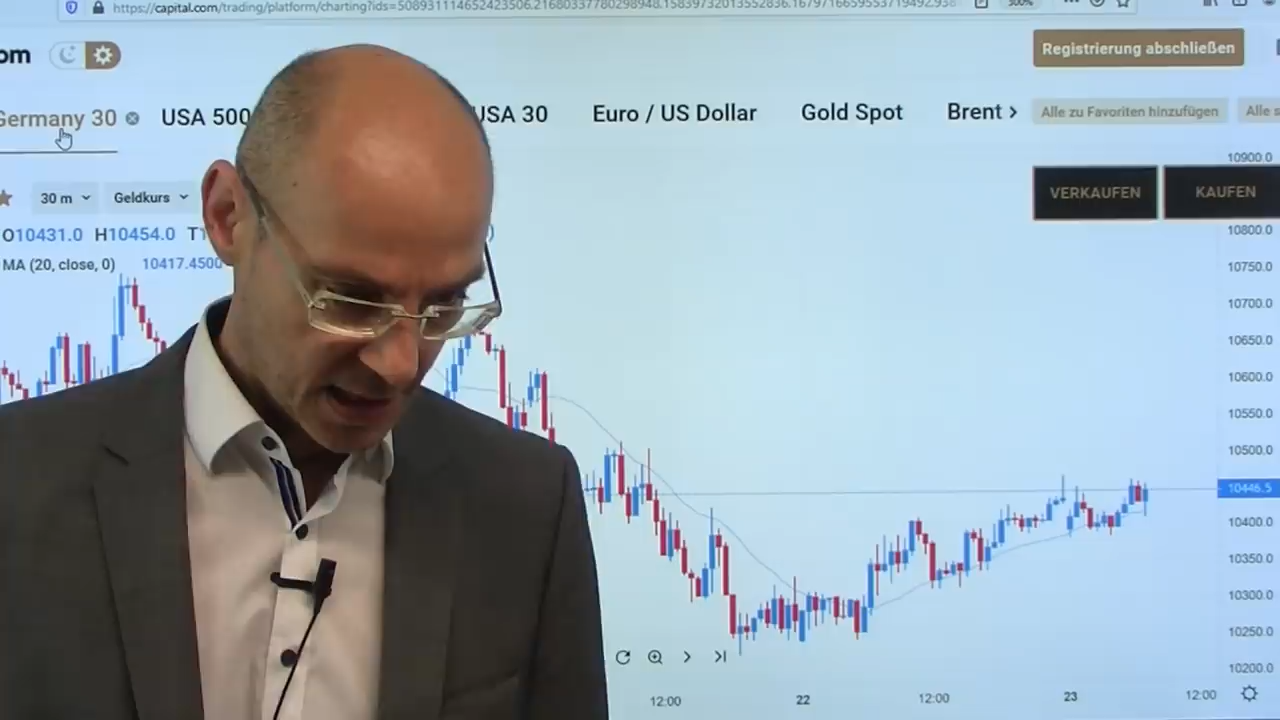 https://capital.com/trading/platform/charting?ids=
300%
om
Registrierung abschließen
Germany 30
USA 500
USA 30
Euro / US Dollar
Gold Spot
Brent
Alle zu Favoriten hinzufügen
Alle
10900.0
30 m
Geldkurs
VERKAUFEN
KAUFEN
O10431.0 H10454.0
10800.0
MA (20, close, 0) 10417.4500
10750.0
10700.0
10650.0
10600.0
10550.0
10500.0
10446.5
10400.0
10350.0
10300.0
10250.0
10200.0
12:00
22
12:00
23
12:00